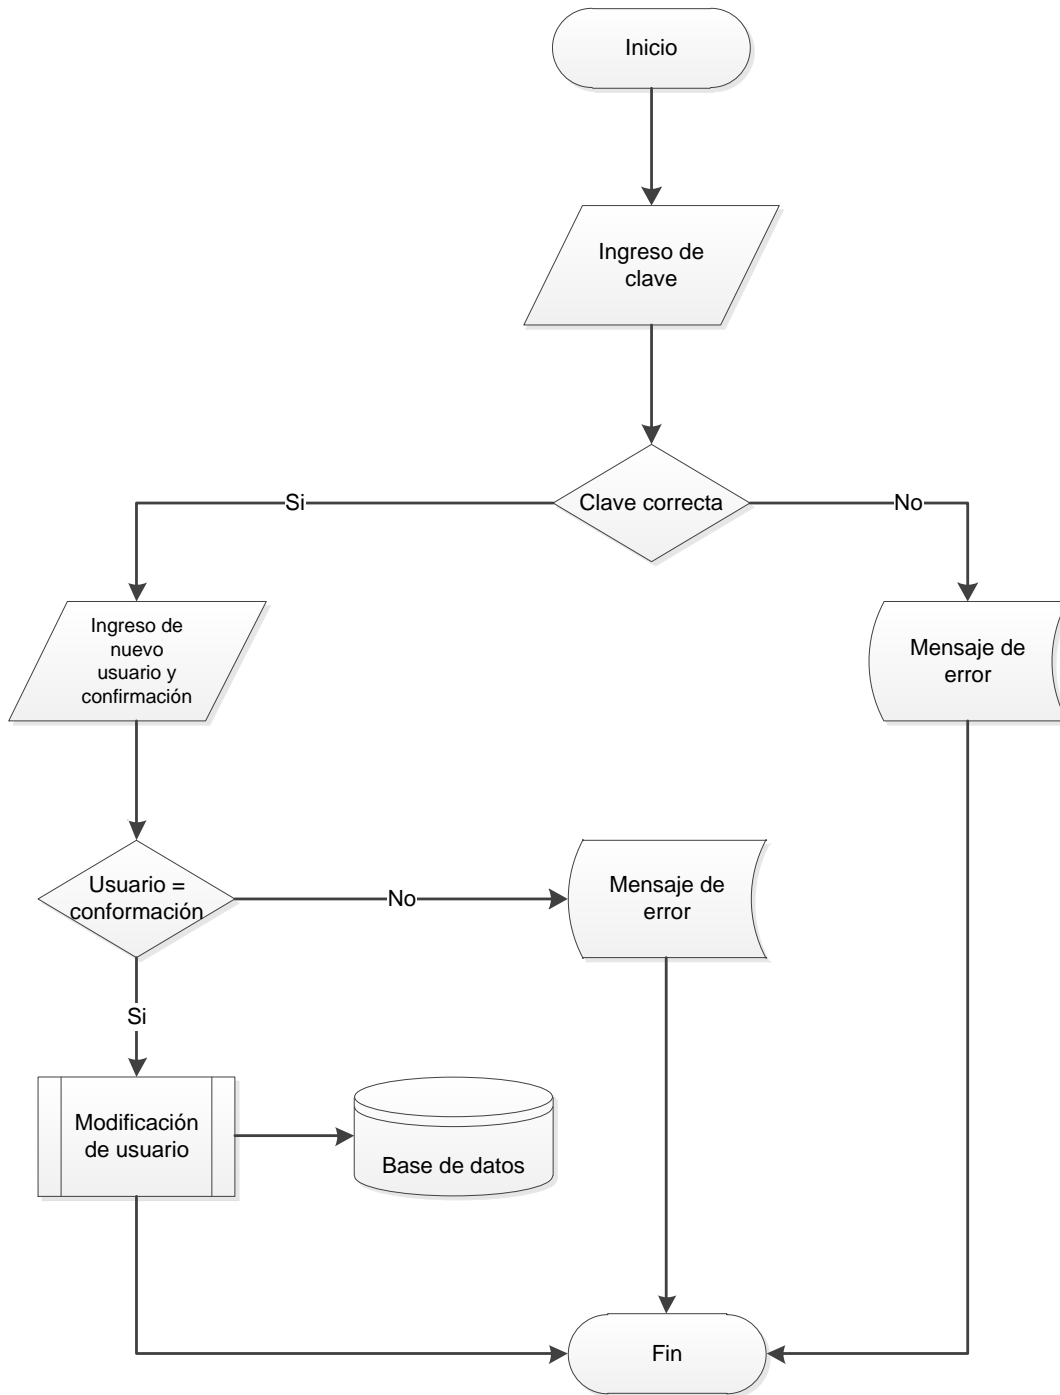 Inicio
Ingreso de
clave
Clave correcta
Si
No
Ingreso de
nuevo
usuario y
confirmación
Mensaje de
error
Usuario =
conformación
No
Mensaje de
error
Si
Modificación
de usuario
Base de datos
Fin